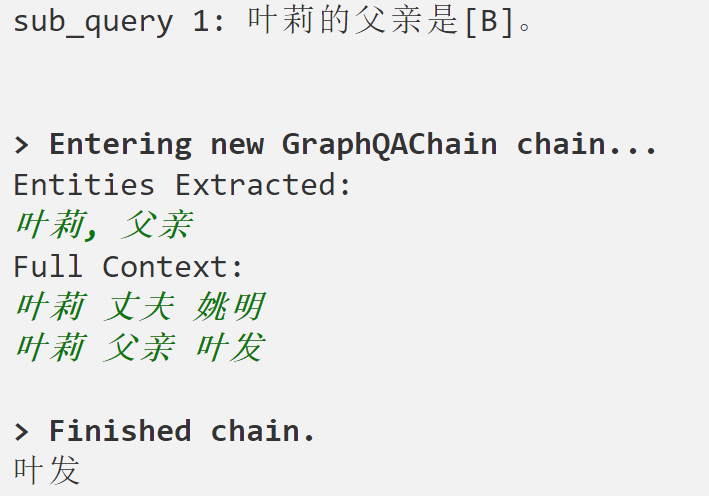 sub_query 1: 叶莉的父亲是[B]。
> Entering new GraphQAChain chain...
Entities Extracted:
叶莉, 父亲
Full Context:
叶莉 丈夫 姚明
叶莉 父亲 叶发
> Finished chain.
叶发